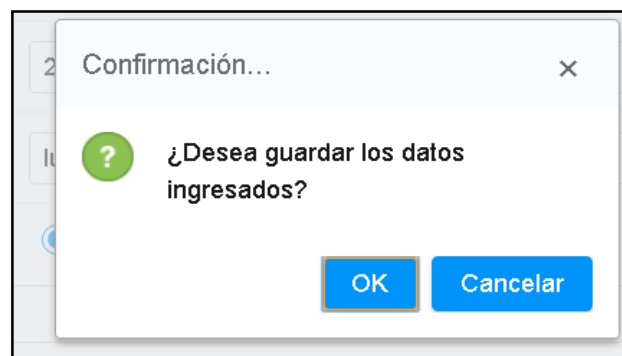 Confirmación...
¿Desea guardar los datos
ingresados?
OK
Cancelar